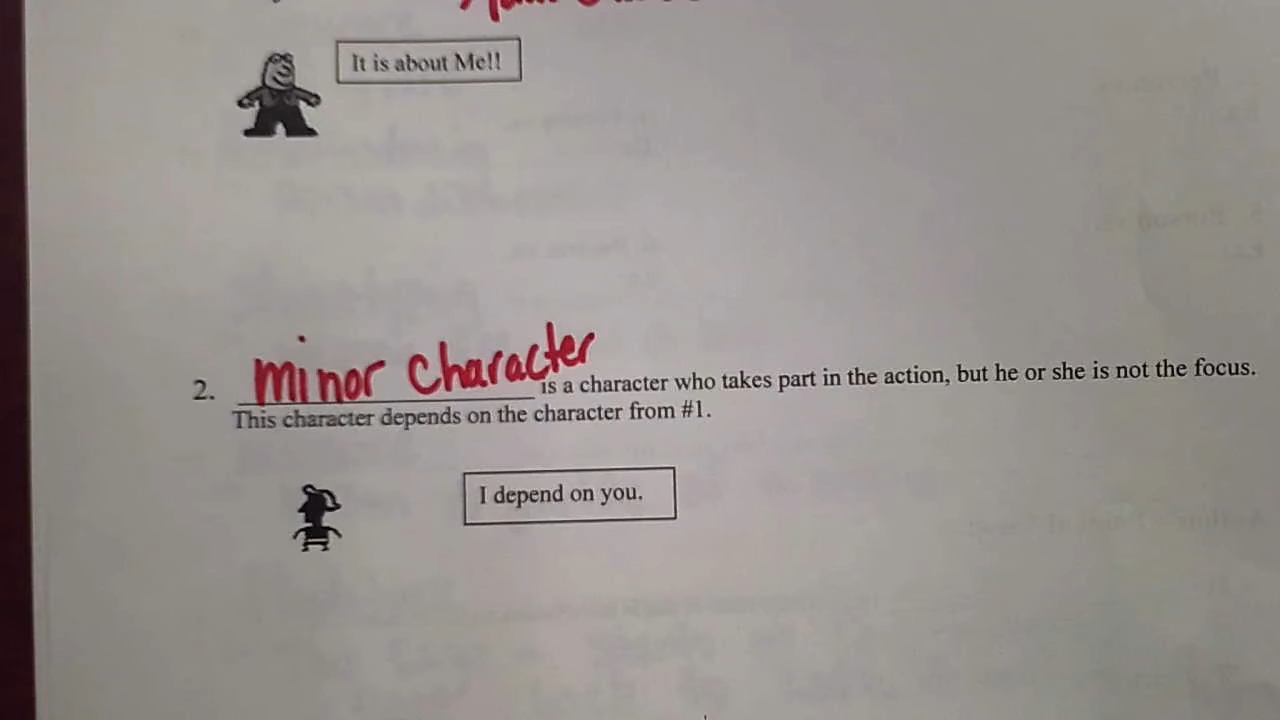 It is about Me!!
2. minor character is a character who takes part in the action, but he or she is not the focus.
This character depends on the character from #1.
I depend on you.